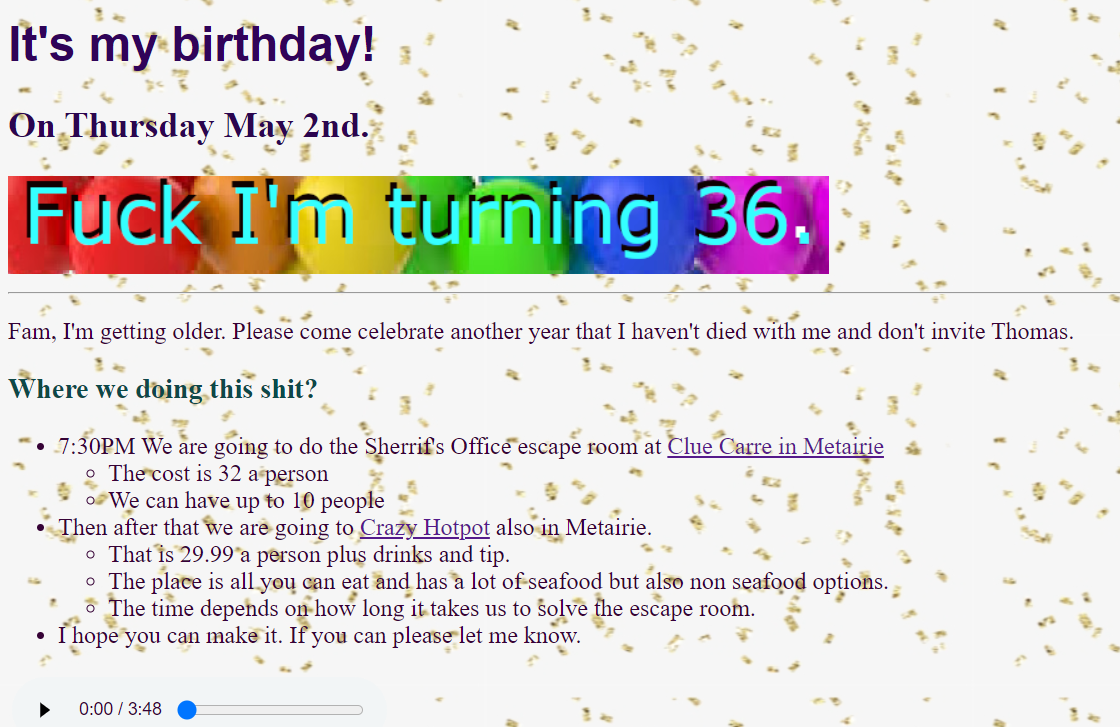 It's my birthday!
On Thursday May 2nd.
Fuck I'm turning 36.
Fam, I'm getting older. Please come celebrate another year that I haven't died with me and don't invite Thomas.
Where we doing this shit?
7:30PM We are going to do the Sherrif's Office escape room at Clue Carre in Metairie
The cost is 32 a person
We can have up to 10 people
Then after that we are going to Crazy Hotpot also in Metairie.
That is 29.99 a person plus drinks and tip.
The place is all you can eat and has a lot of seafood but also non seafood options.
The time depends on how long it takes us to solve the escape room.
I hope you can make it. If you can please let me know.
0:00 / 3:48